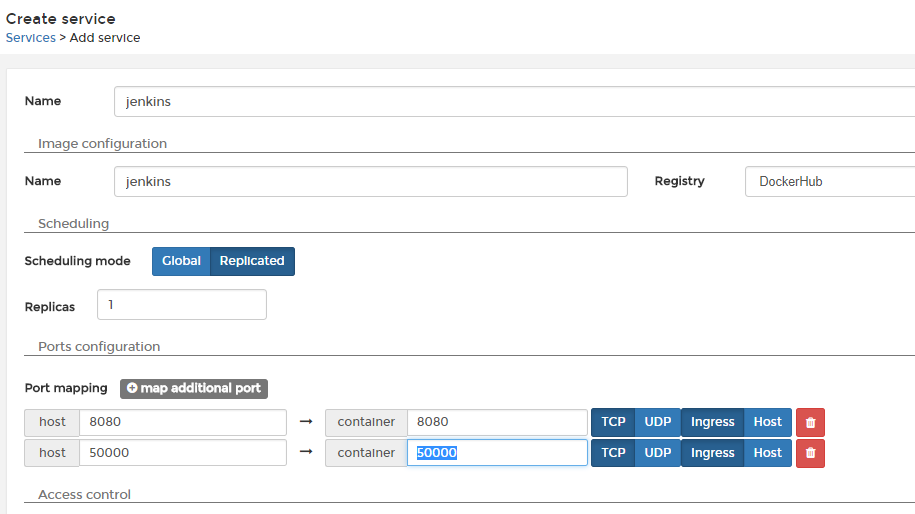 Create service
Services > Add service
Name jenkins
Image configuration
Name jenkins Registry DockerHub
Scheduling
Scheduling mode Global Replicated
Replicas 1
Ports configuration
Port mapping map additional port
host 8080 → container 8080 TCP UDP Ingress Host
host 50000 → container 50000 TCP UDP Ingress Host
Access control